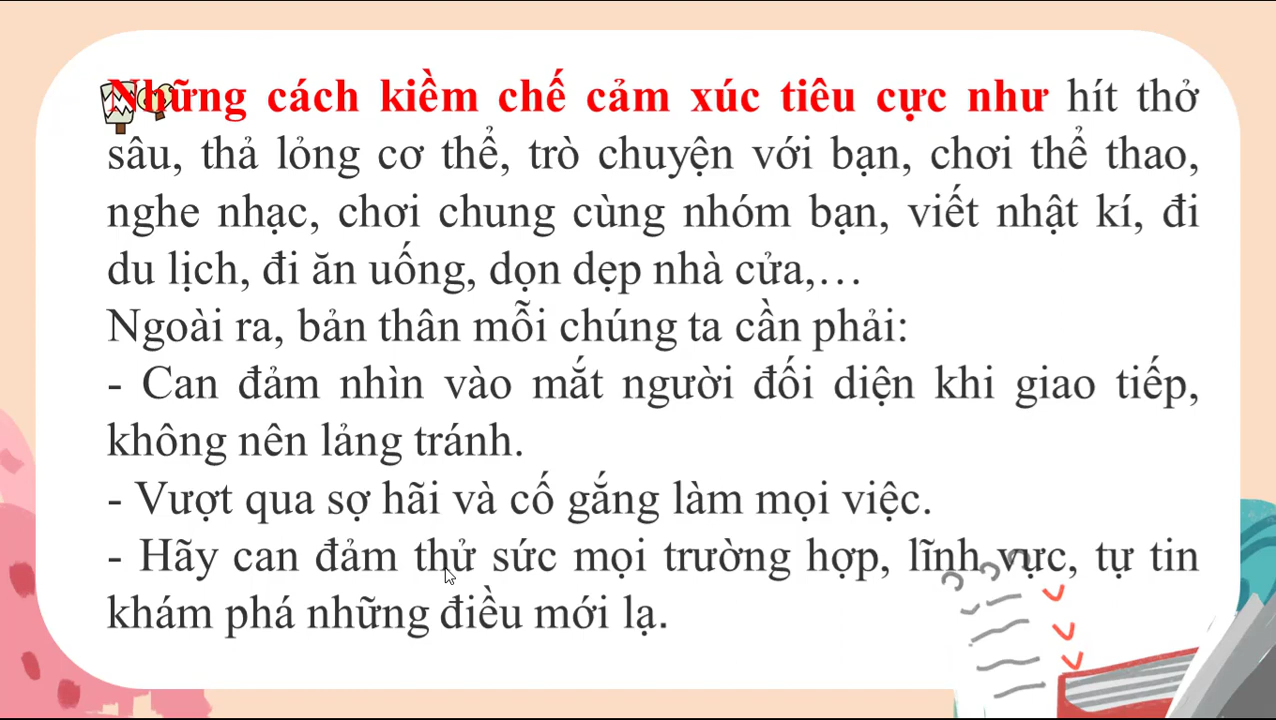 Những cách kiềm chế cảm xúc tiêu cực như hít thở
sâu, thả lỏng cơ thể, trò chuyện với bạn, chơi thể thao,
nghe nhạc, chơi chung cùng nhóm bạn, viết nhật kí, đi
du lịch, đi ăn uống, dọn dẹp nhà cửa,…
Ngoài ra, bản thân mỗi chúng ta cần phải:
- Can đảm nhìn vào mắt người đối diện khi giao tiếp,
không nên lảng tránh.
- Vượt qua sợ hãi và cố gắng làm mọi việc.
- Hãy can đảm thử sức mọi trường hợp, lĩnh vực, tự tin
khám phá những điều mới lạ.